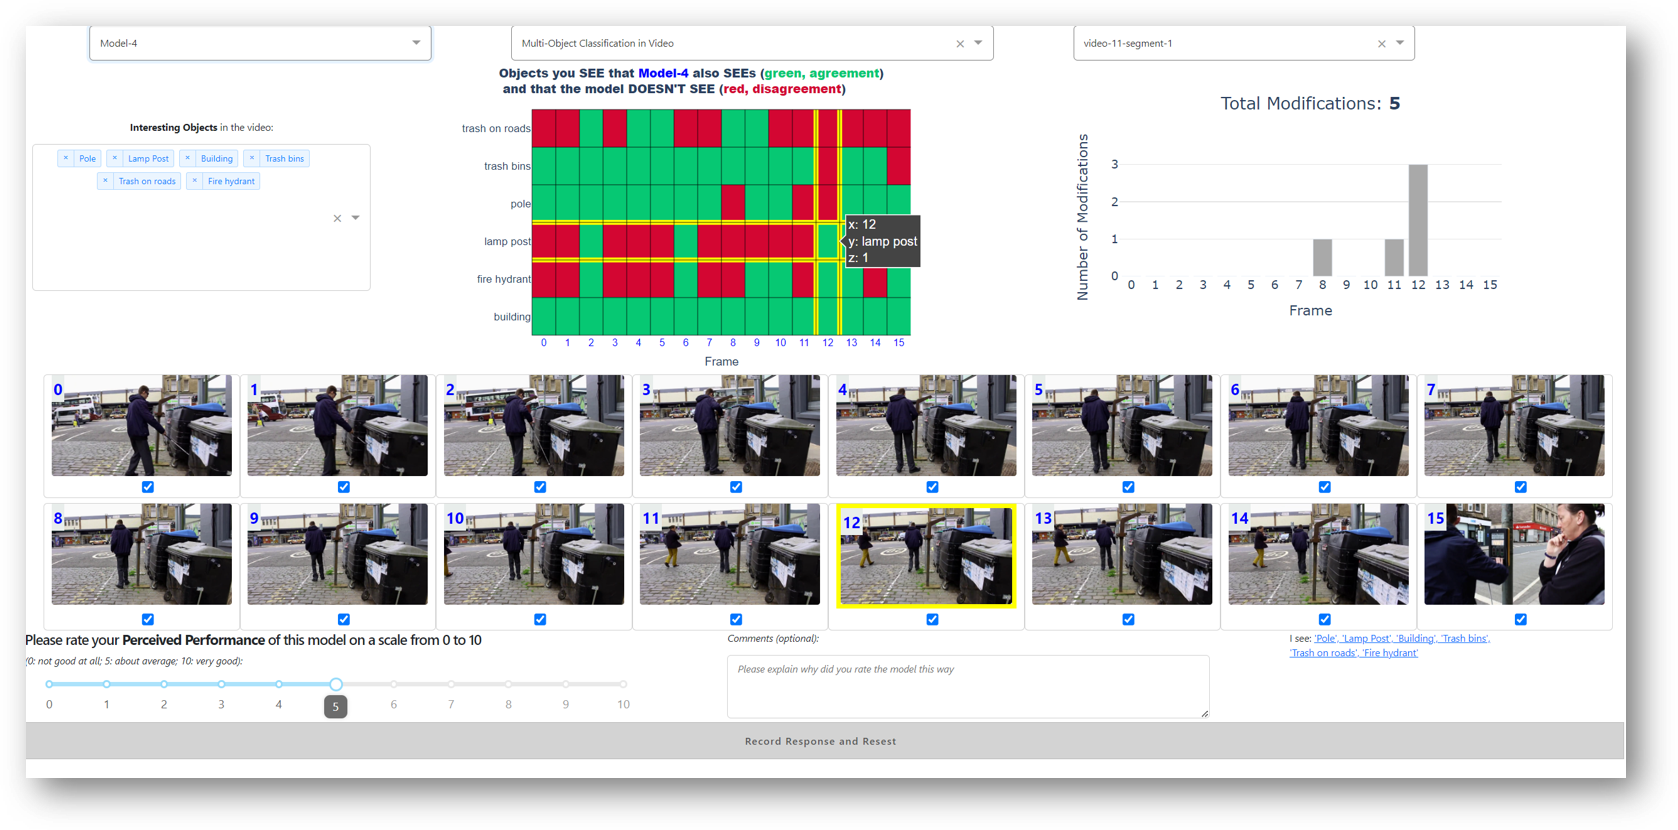 Model-4
Multi-Object Classification in Video
video-11-segment-1
Objects you SEE that Model-4 also SEEs (green, agreement)
and that the model DOESN'T SEE (red, disagreement)
Interesting Objects in the video:
× Pole × Lamp Post × Building × Trash bins
× Trash on roads × Fire hydrant
trash on roads
trash bins
pole
lamp post
fire hydrant
building
x: 12
y: lamp post
z: 1
0 1 2 3 4 5 6 7 8 9 10 11 12 13 14 15
Frame
Total Modifications: 5
Number of Modifications
3
2
1
0
0 1 2 3 4 5 6 7 8 9 10 11 12 13 14 15
Frame
0 1 2 3 4 5 6 7
8 9 10 11 12 13 14 15
Please rate your Perceived Performance of this model on a scale from 0 to 10
(0: not good at all; 5: about average; 10: very good):
0 1 2 3 4 5 6 7 8 9 10
Comments (optional):
Please explain why did you rate the model this way
I see: 'Pole', 'Lamp Post', 'Building', 'Trash bins',
'Trash on roads', 'Fire hydrant'
Record Response and Resest